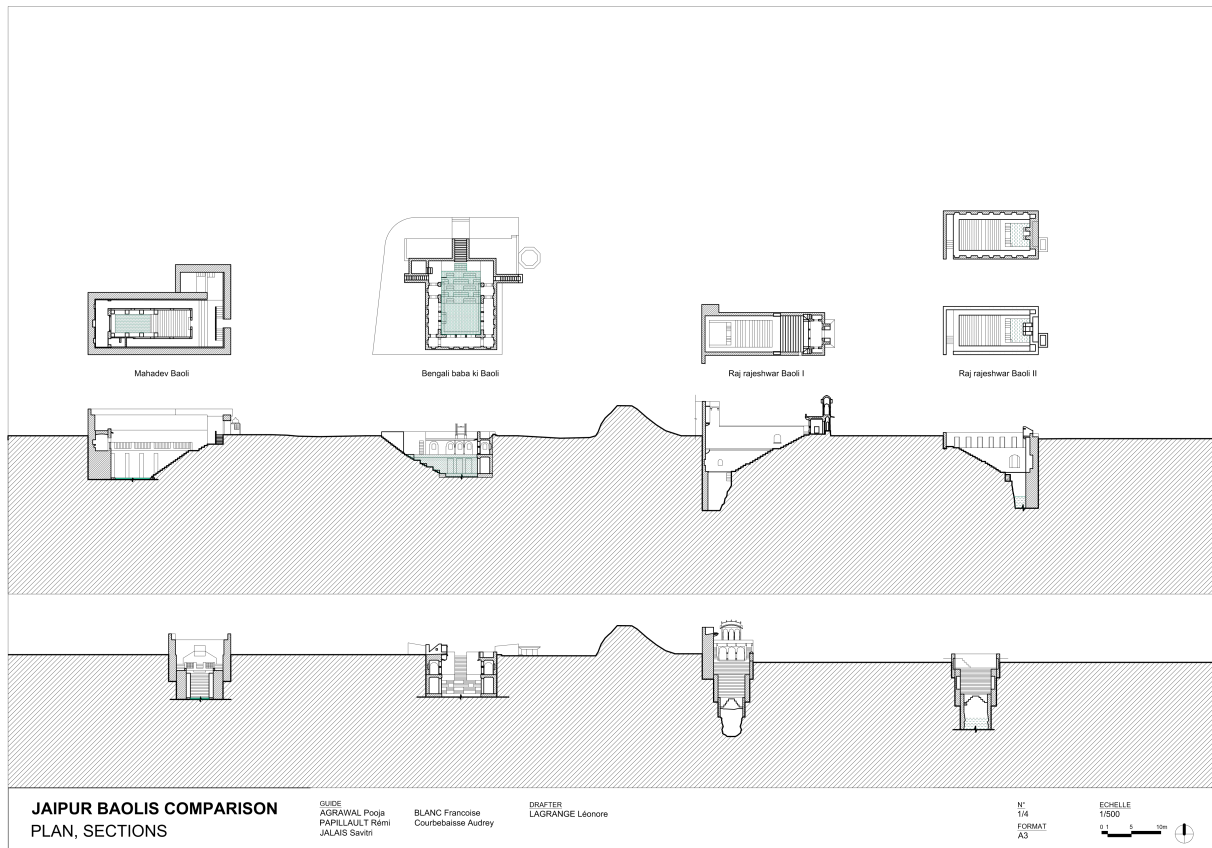 Mahadev Baoli
Bengali baba ki Baoli
Raj rajeshwar Baoli I
Raj rajeshwar Baoli II
JAIPUR BAOLIS COMPARISON
PLAN, SECTIONS
GUIDE
AGRAWAL Pooja
PAPILLAULT Rémi
JALAIS Savitri
BLANC Francoise
Courbebaisse Audrey
DRAFTER
LAGRANGE Léonore
N°
1/4
FORMAT
A3
ECHELLE
1/500
0 1 5 10m